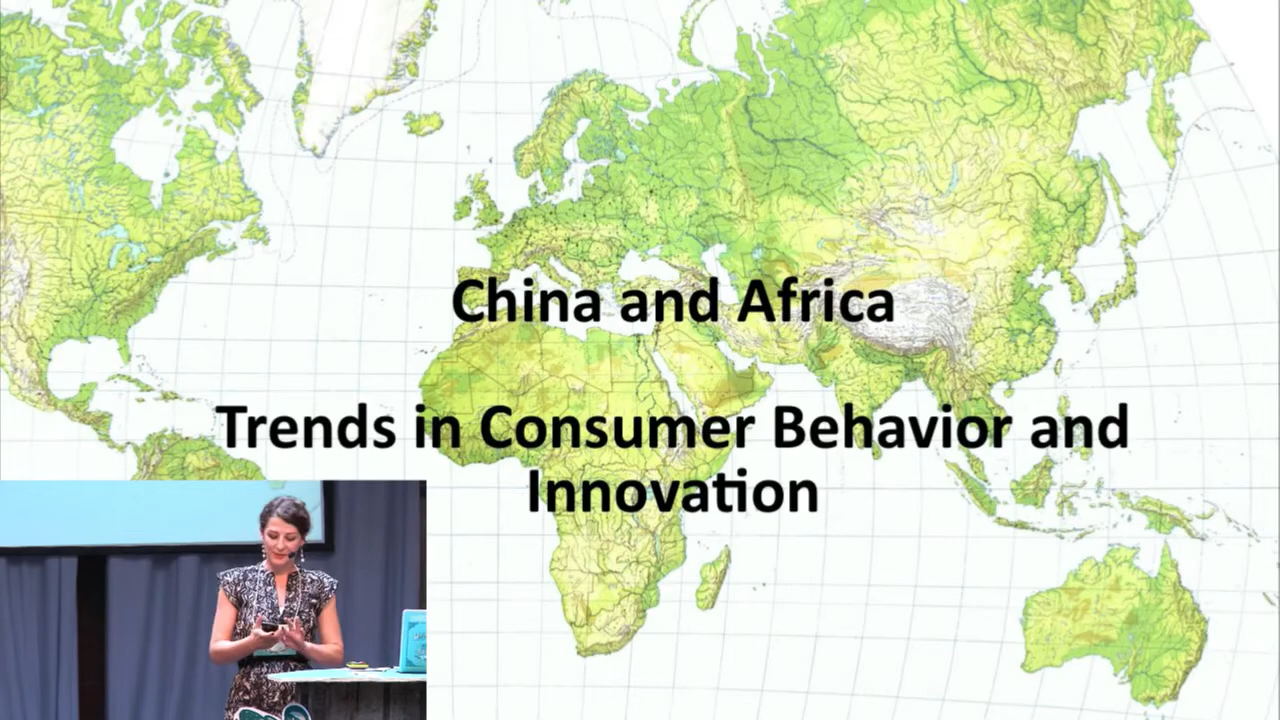 China and Africa
Trends in Consumer Behavior and
Innovation